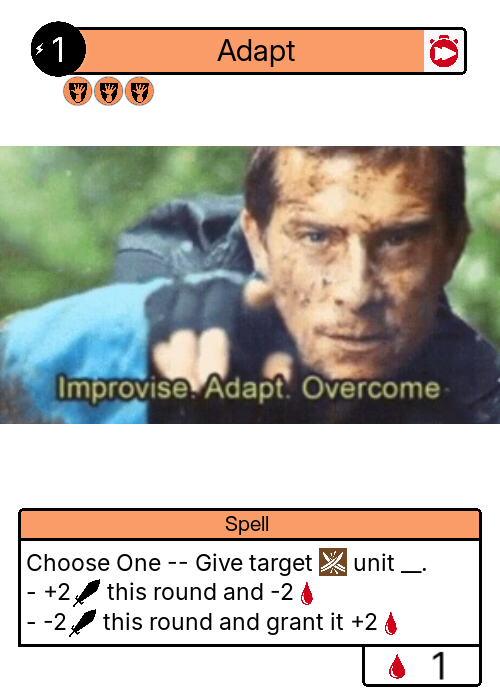 1
Adapt
Improvise. Adapt. Overcome
Spell
Choose One -- Give target unit __.
- +2 this round and -2
- -2 this round and grant it +2
1